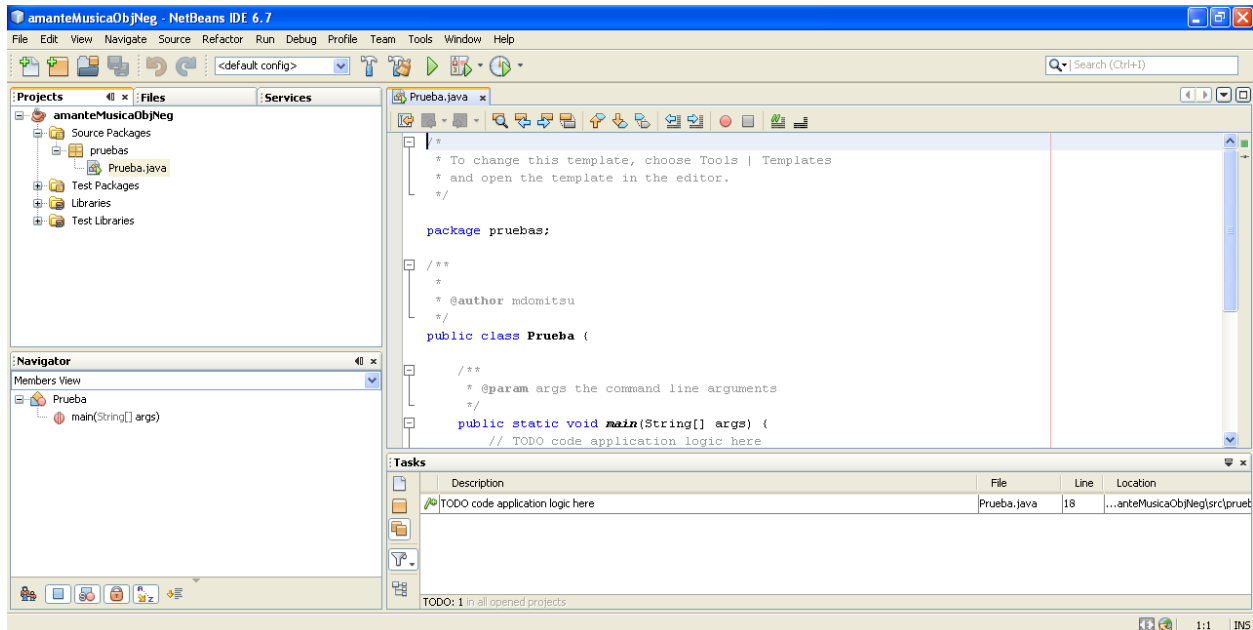 amanteMusicaObjNeg - NetBeans IDE 6.7
File Edit View Navigate Source Refactor Run Debug Profile Team Tools Window Help
<default config>
Search (Ctrl+I)
Projects
Files
Services
amanteMusicaObjNeg
Source Packages
pruebas
Prueba.java
Test Packages
Libraries
Test Libraries
Navigator
Members View
Prueba
main(String[] args)
Prueba.java
/*
 * To change this template, choose Tools | Templates
 * and open the template in the editor.
 */
package pruebas;
/**
 *
 * @author mdomitsu
 */
public class Prueba {
    /**
     * @param args the command line arguments
     */
    public static void main(String[] args) {
        // TODO code application logic here
Tasks
Description File Line Location
TODO code application logic here Prueba.java 18 ...anteMusicaObjNeg\src\prueb
TODO: 1 in all opened projects
1:1 INS